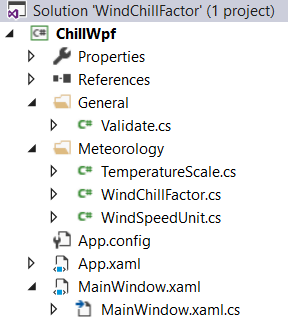 Solution 'WindChillFactor' (1 project)
C# ChillWpf
Properties
References
General
C# Validate.cs
Meteorology
C# TemperatureScale.cs
C# WindChillFactor.cs
C# WindSpeedUnit.cs
App.config
App.xaml
MainWindow.xaml
MainWindow.xaml.cs